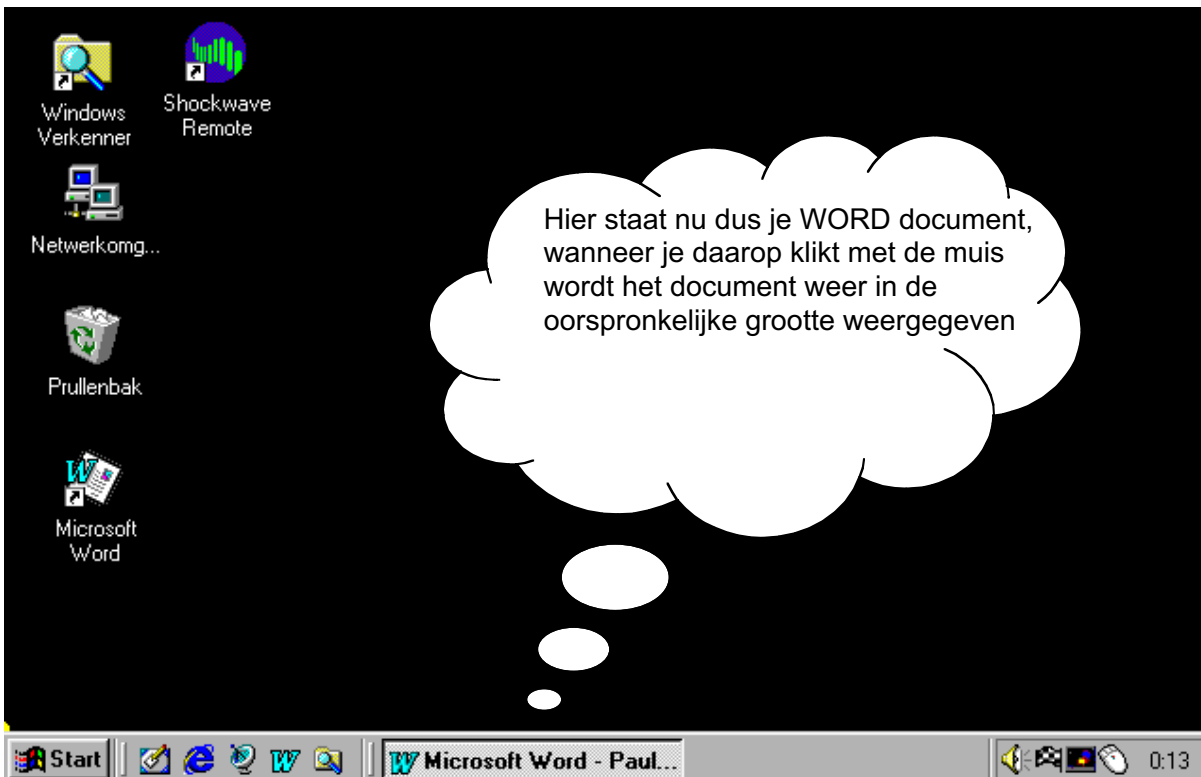 Windows
Verkenner
Shockwave
Remote
Netwerkomg...
Prullenbak
Microsoft
Word
Hier staat nu dus je WORD document,
wanneer je daarop klikt met de muis
wordt het document weer in de
oorspronkelijke grootte weergegeven
Start
Microsoft Word - Paul...
0:13